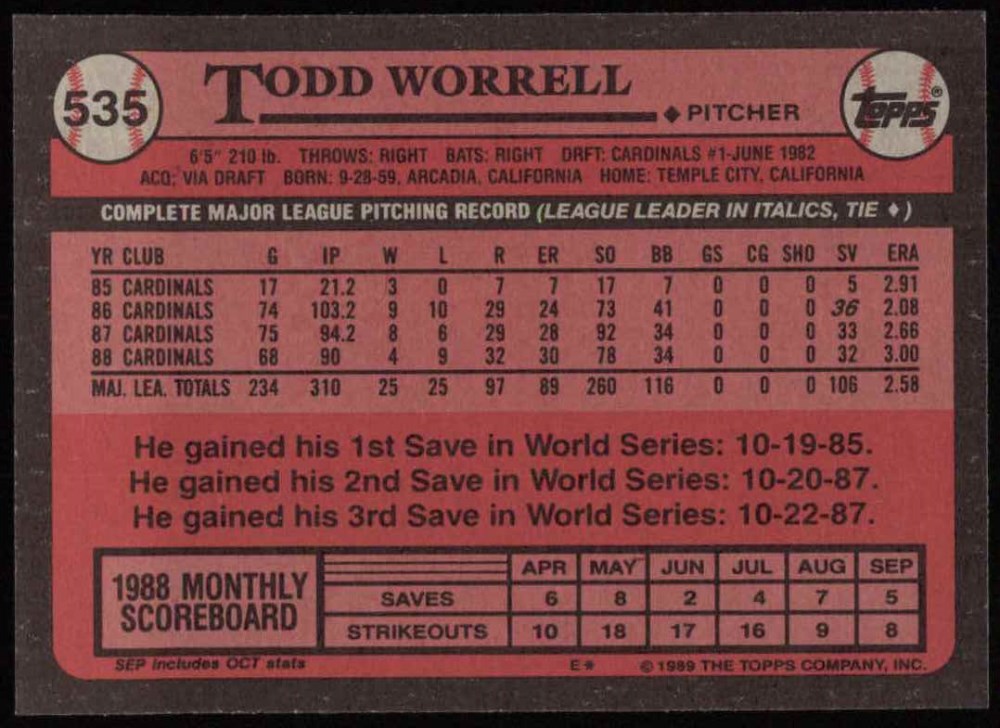 535
TODD WORRELL
♦ PITCHER
TOPPS®
6'5" 210 lb. THROWS: RIGHT BATS: RIGHT DRFT: CARDINALS #1-JUNE 1982
ACQ: VIA DRAFT BORN: 9-28-59, ARCADIA, CALIFORNIA HOME: TEMPLE CITY, CALIFORNIA
COMPLETE MAJOR LEAGUE PITCHING RECORD (LEAGUE LEADER IN ITALICS, TIE ♦)
YR CLUB G IP W L R ER SO BB GS CG SHO SV ERA
85 CARDINALS 17 21.2 3 0 7 7 17 7 0 0 0 5 2.91
86 CARDINALS 74 103.2 9 10 29 24 73 41 0 0 0 36 2.08
87 CARDINALS 75 94.2 8 6 29 28 92 34 0 0 0 33 2.66
88 CARDINALS 68 90 4 9 32 30 78 34 0 0 0 32 3.00
MAJ. LEA. TOTALS 234 310 25 25 97 89 260 116 0 0 0 106 2.58
He gained his 1st Save in World Series: 10-19-85.
He gained his 2nd Save in World Series: 10-20-87.
He gained his 3rd Save in World Series: 10-22-87.
1988 MONTHLY
SCOREBOARD
APR MAY JUN JUL AUG SEP
SAVES 6 8 2 4 7 5
STRIKEOUTS 10 18 17 16 9 8
SEP includes OCT stats E* © 1989 THE TOPPS COMPANY, INC.